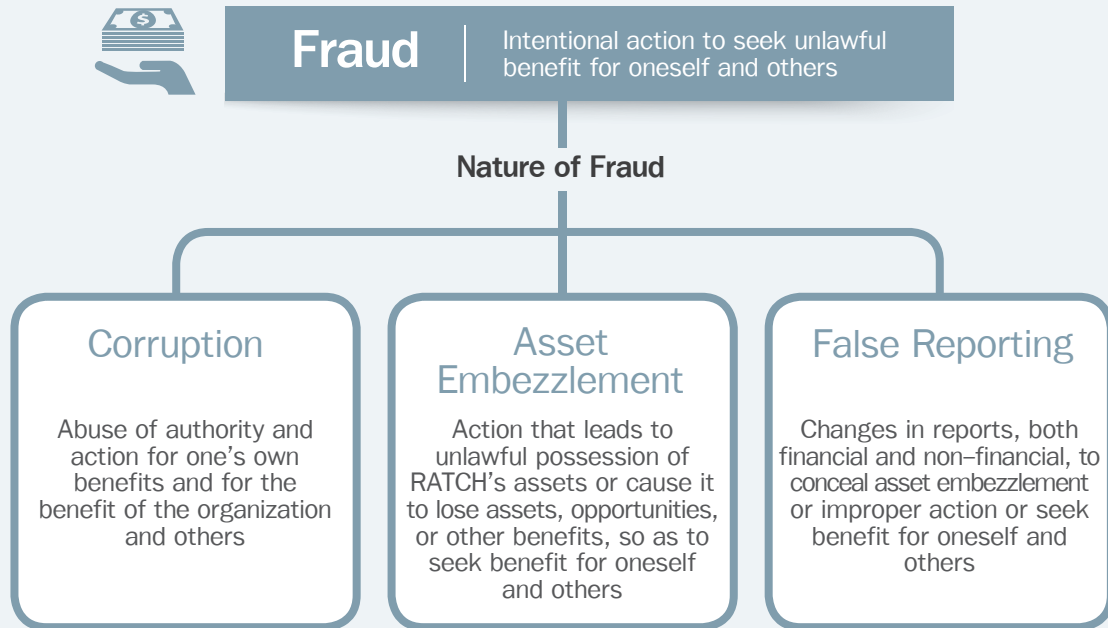 $
Fraud
Intentional action to seek unlawful
benefit for oneself and others
Nature of Fraud
Corruption
Abuse of authority and
action for one's own
benefits and for the
benefit of the organization
and others
Asset
Embezzlement
Action that leads to
unlawful possession of
RATCH's assets or cause it
to lose assets, opportunities,
or other benefits, so as to
seek benefit for oneself
and others
False Reporting
Changes in reports, both
financial and non–financial, to
conceal asset embezzlement
or improper action or seek
benefit for oneself and
others